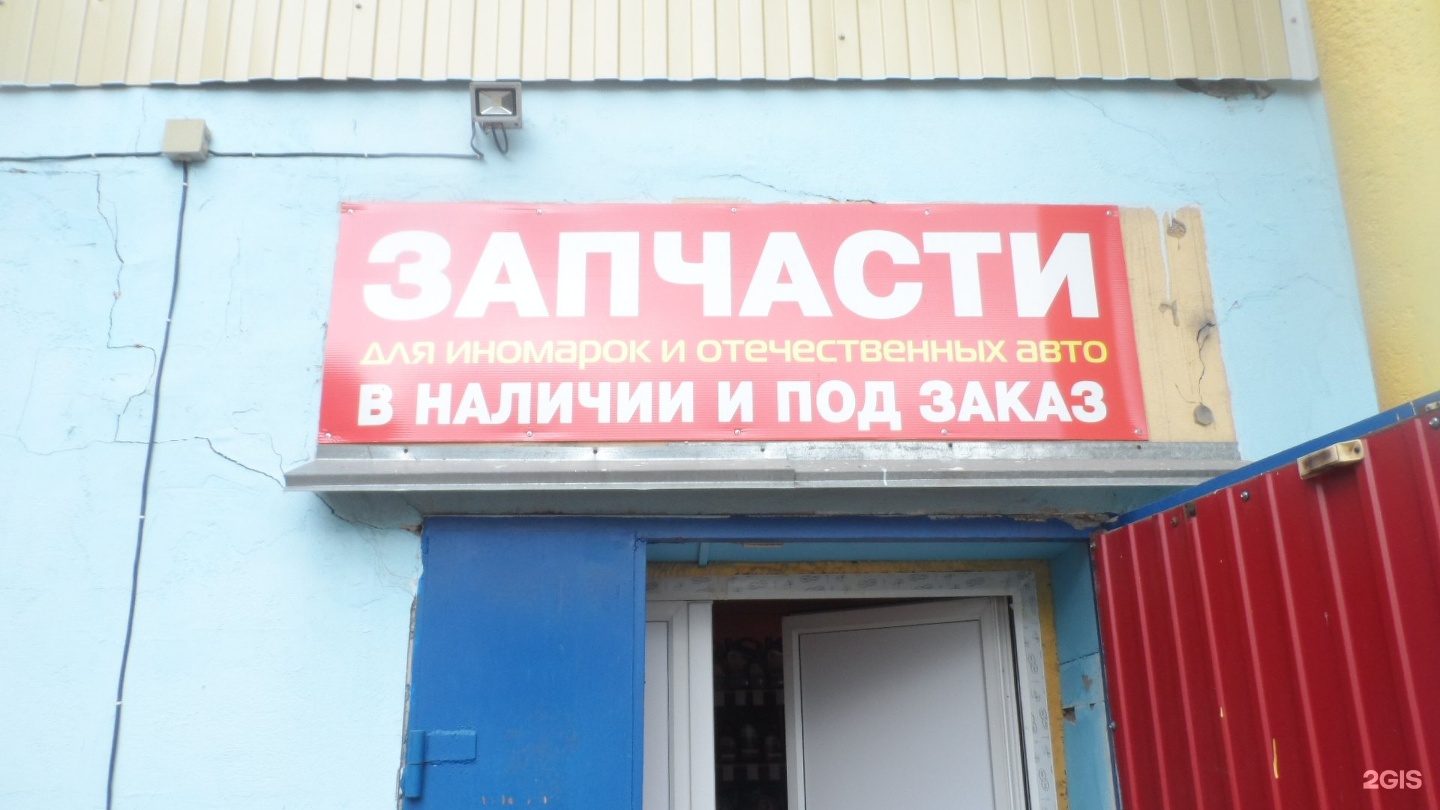 ЗАПЧАСТИ
для иномарок и отечественных авто
В НАЛИЧИИ И ПОД ЗАКАЗ
2GIS